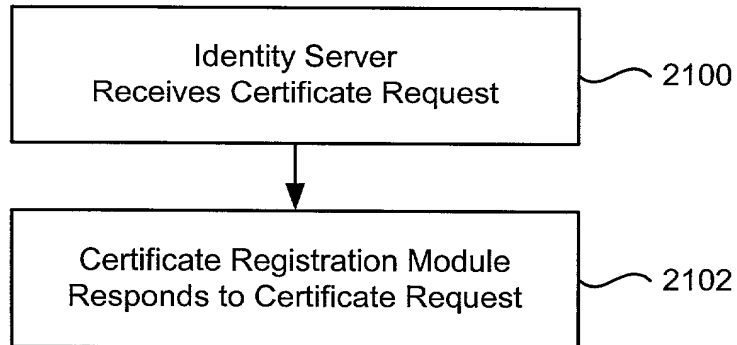 Identity Server
Receives Certificate Request
2100
Certificate Registration Module
Responds to Certificate Request
2102